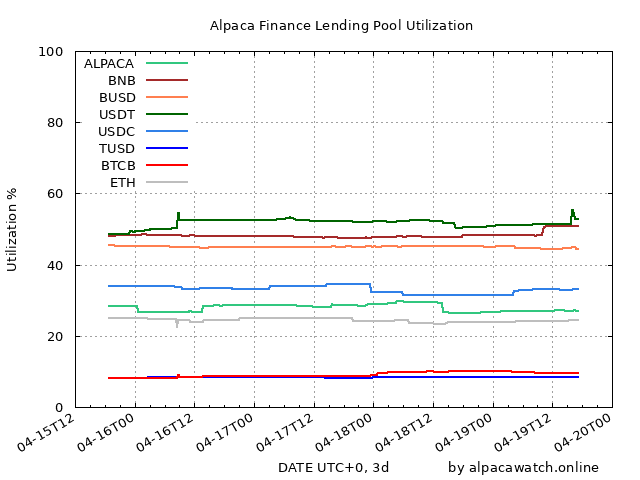 Alpaca Finance Lending Pool Utilization
100
80
60
40
20
0
Utilization %
ALPACA
BNB
BUSD
USDT
USDC
TUSD
BTCB
ETH
04-15T12
04-16T00
04-16T12
04-17T00
04-17T12
04-18T00
04-18T12
04-19T00
04-19T12
04-20T00
DATE UTC+0, 3d
by alpacawatch.online